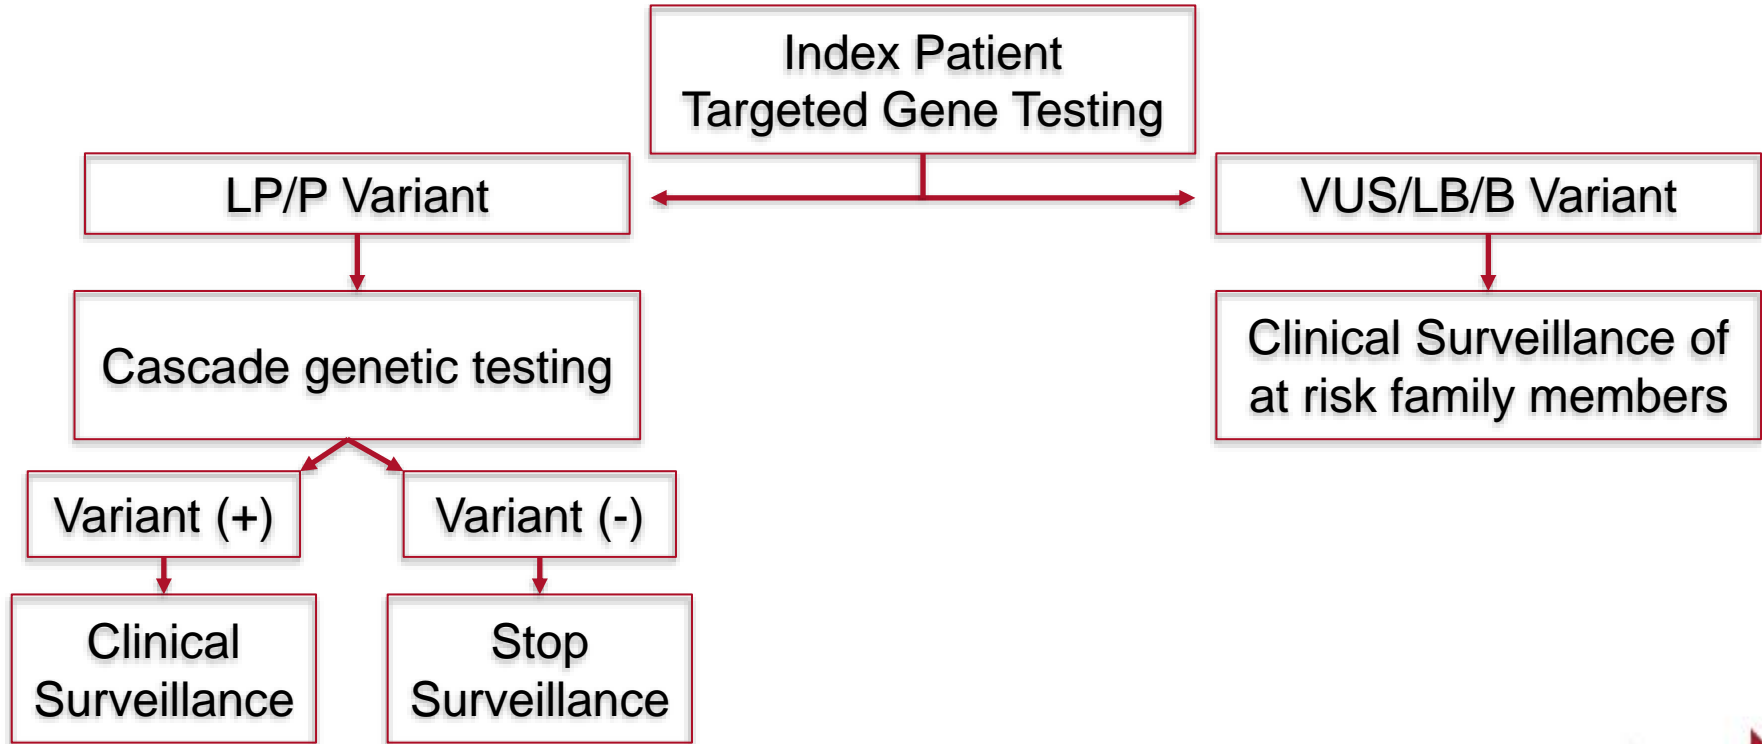 Index Patient
Targeted Gene Testing
LP/P Variant
VUS/LB/B Variant
Cascade genetic testing
Clinical Surveillance of
at risk family members
Variant (+)
Variant (-)
Clinical
Surveillance
Stop
Surveillance